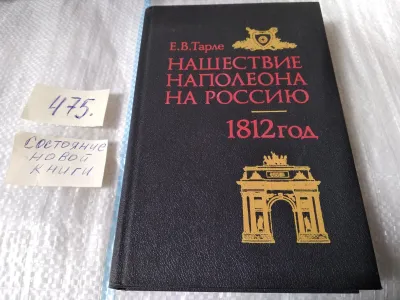 Е.В.Тарле
НАШЕСТВИЕ
НАПОЛЕОНА
НА РОССИЮ
1812 год
475.
Состояние
новой
книги